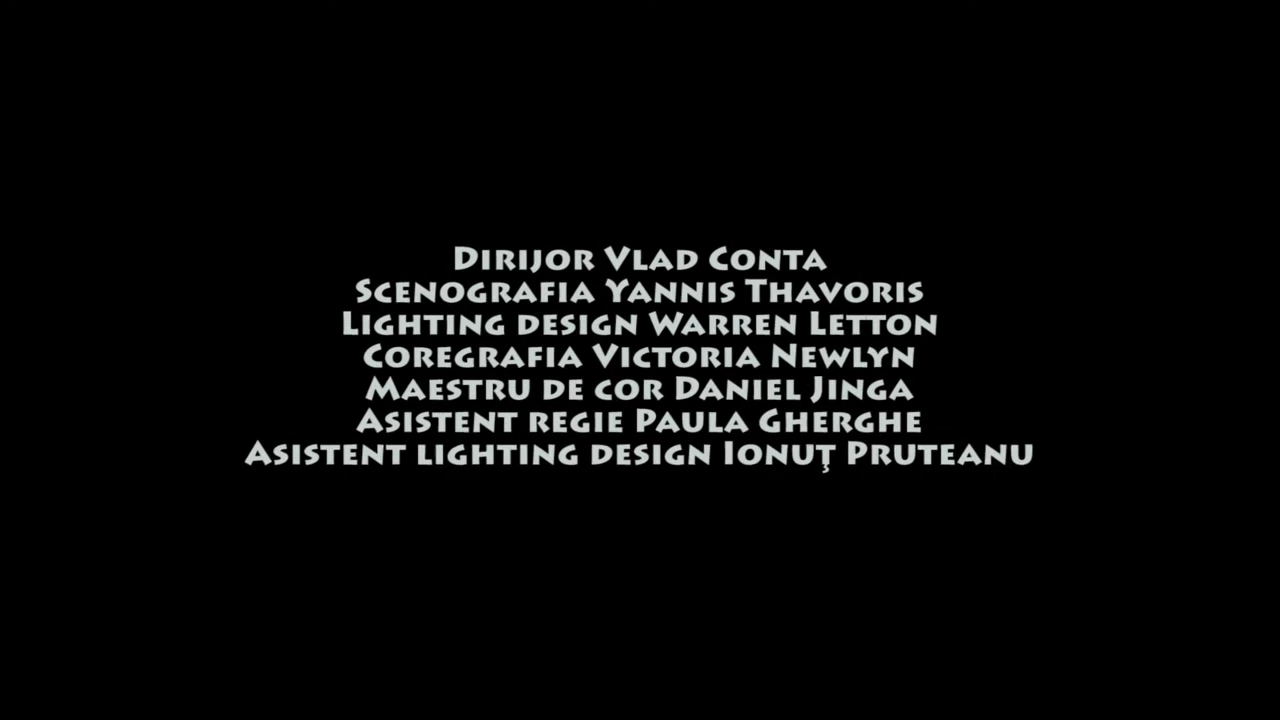 Dirijor Vlad Conta
Scenografia Yannis Thavoris
Lighting design Warren Letton
Coregrafia Victoria Newlyn
Maestru de cor Daniel Jinga
Asistent regie Paula Gherghe
Asistent lighting design Ionuţ Pruteanu